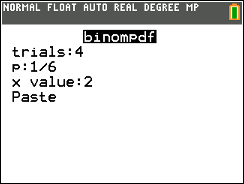 NORMAL FLOAT AUTO REAL DEGREE MP
binompdf
trials:4
p:1/6
x value:2
Paste